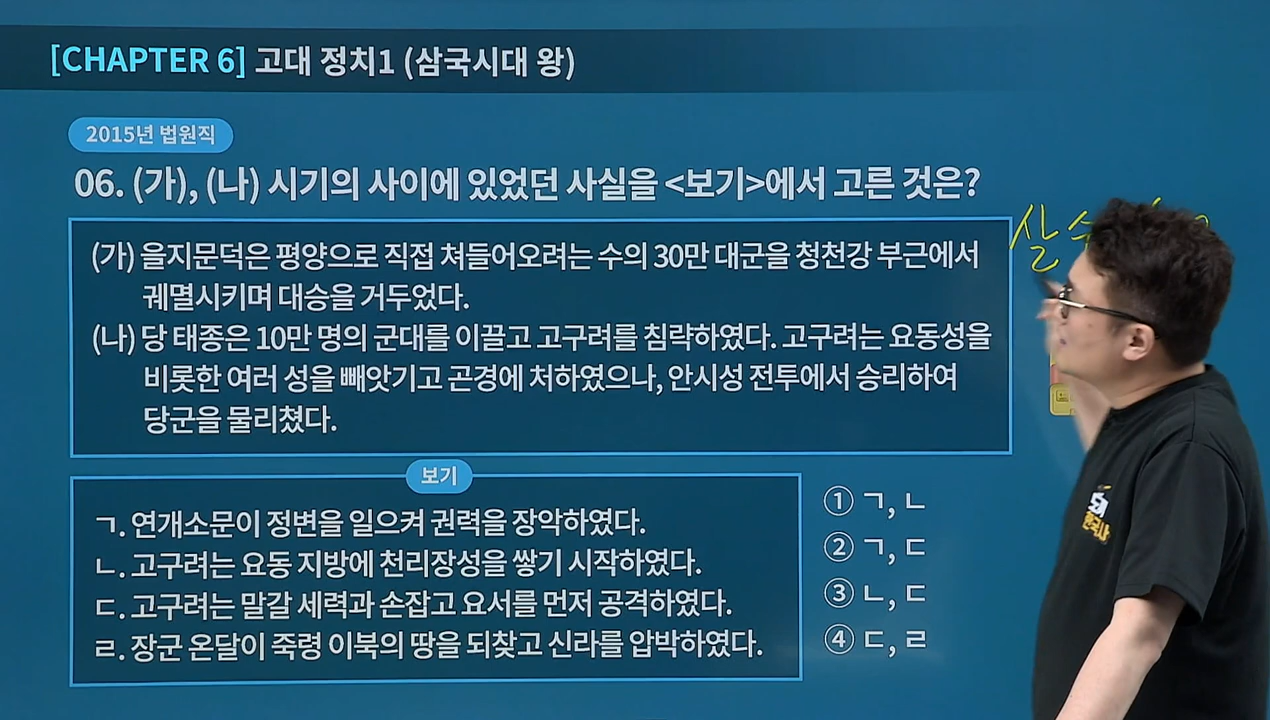 [CHAPTER 6] 고대 정치1 (삼국시대 왕)
2015년 법원직
06. (가), (나) 시기의 사이에 있었던 사실을 <보기>에서 고른 것은?
살수
(가) 을지문덕은 평양으로 직접 쳐들어오려는 수의 30만 대군을 청천강 부근에서
궤멸시키며 대승을 거두었다.
(나) 당 태종은 10만 명의 군대를 이끌고 고구려를 침략하였다. 고구려는 요동성을
비롯한 여러 성을 빼앗기고 곤경에 처하였으나, 안시성 전투에서 승리하여
당군을 물리쳤다.
보기
ㄱ. 연개소문이 정변을 일으켜 권력을 장악하였다.
ㄴ. 고구려는 요동 지방에 천리장성을 쌓기 시작하였다.
ㄷ. 고구려는 말갈 세력과 손잡고 요서를 먼저 공격하였다.
ㄹ. 장군 온달이 죽령 이북의 땅을 되찾고 신라를 압박하였다.
① ㄱ, ㄴ
② ㄱ, ㄷ
③ ㄴ, ㄷ
④ ㄷ, ㄹ
한국사